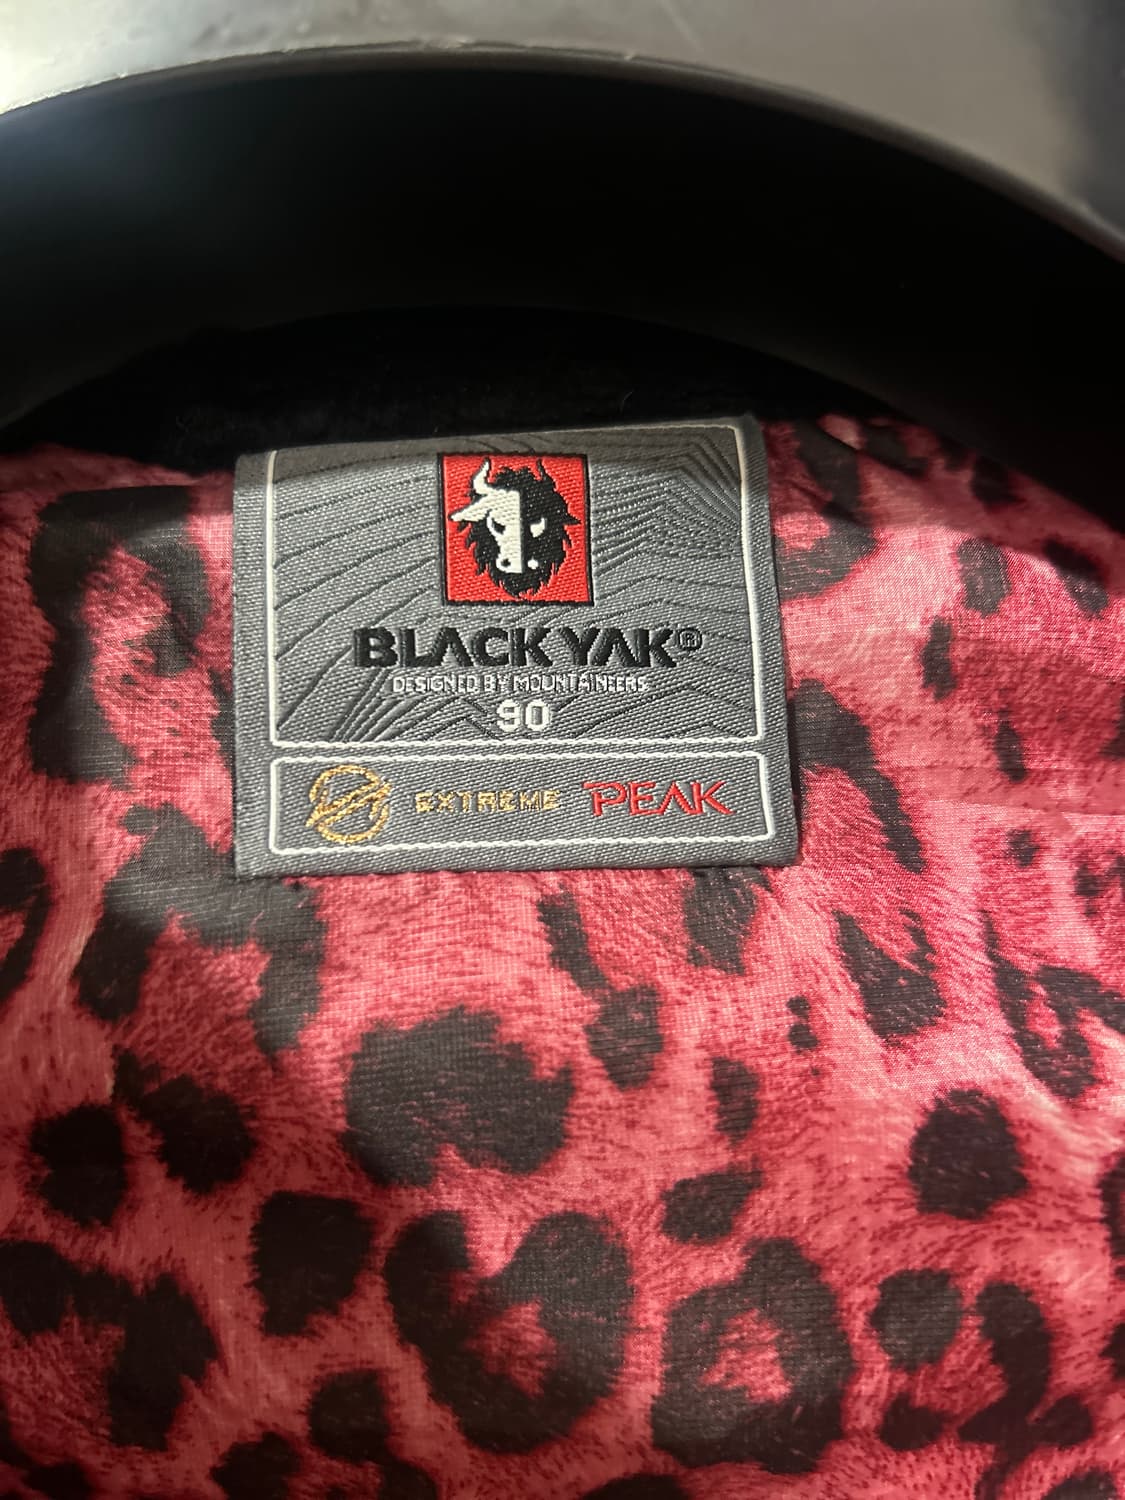 BLACK YAK®
DESIGNED BY MOUNTAINEERS
90
EXTREME PEAK